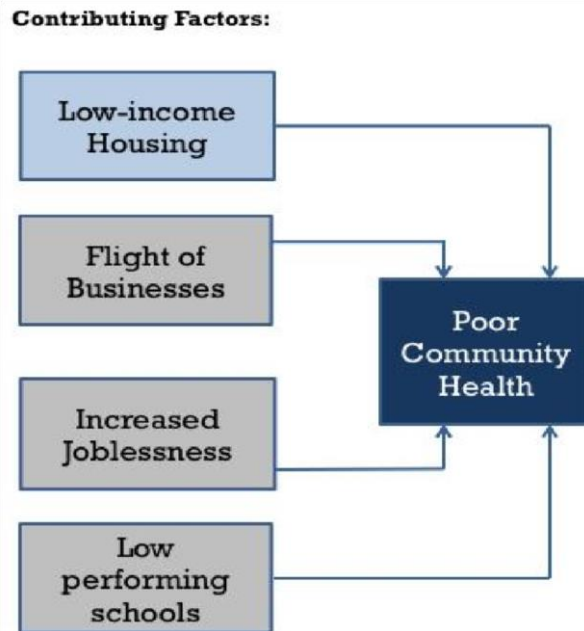 Contributing Factors:
Low-income
Housing
Flight of
Businesses
Poor
Community
Health
Increased
Joblessness
Low
performing
schools